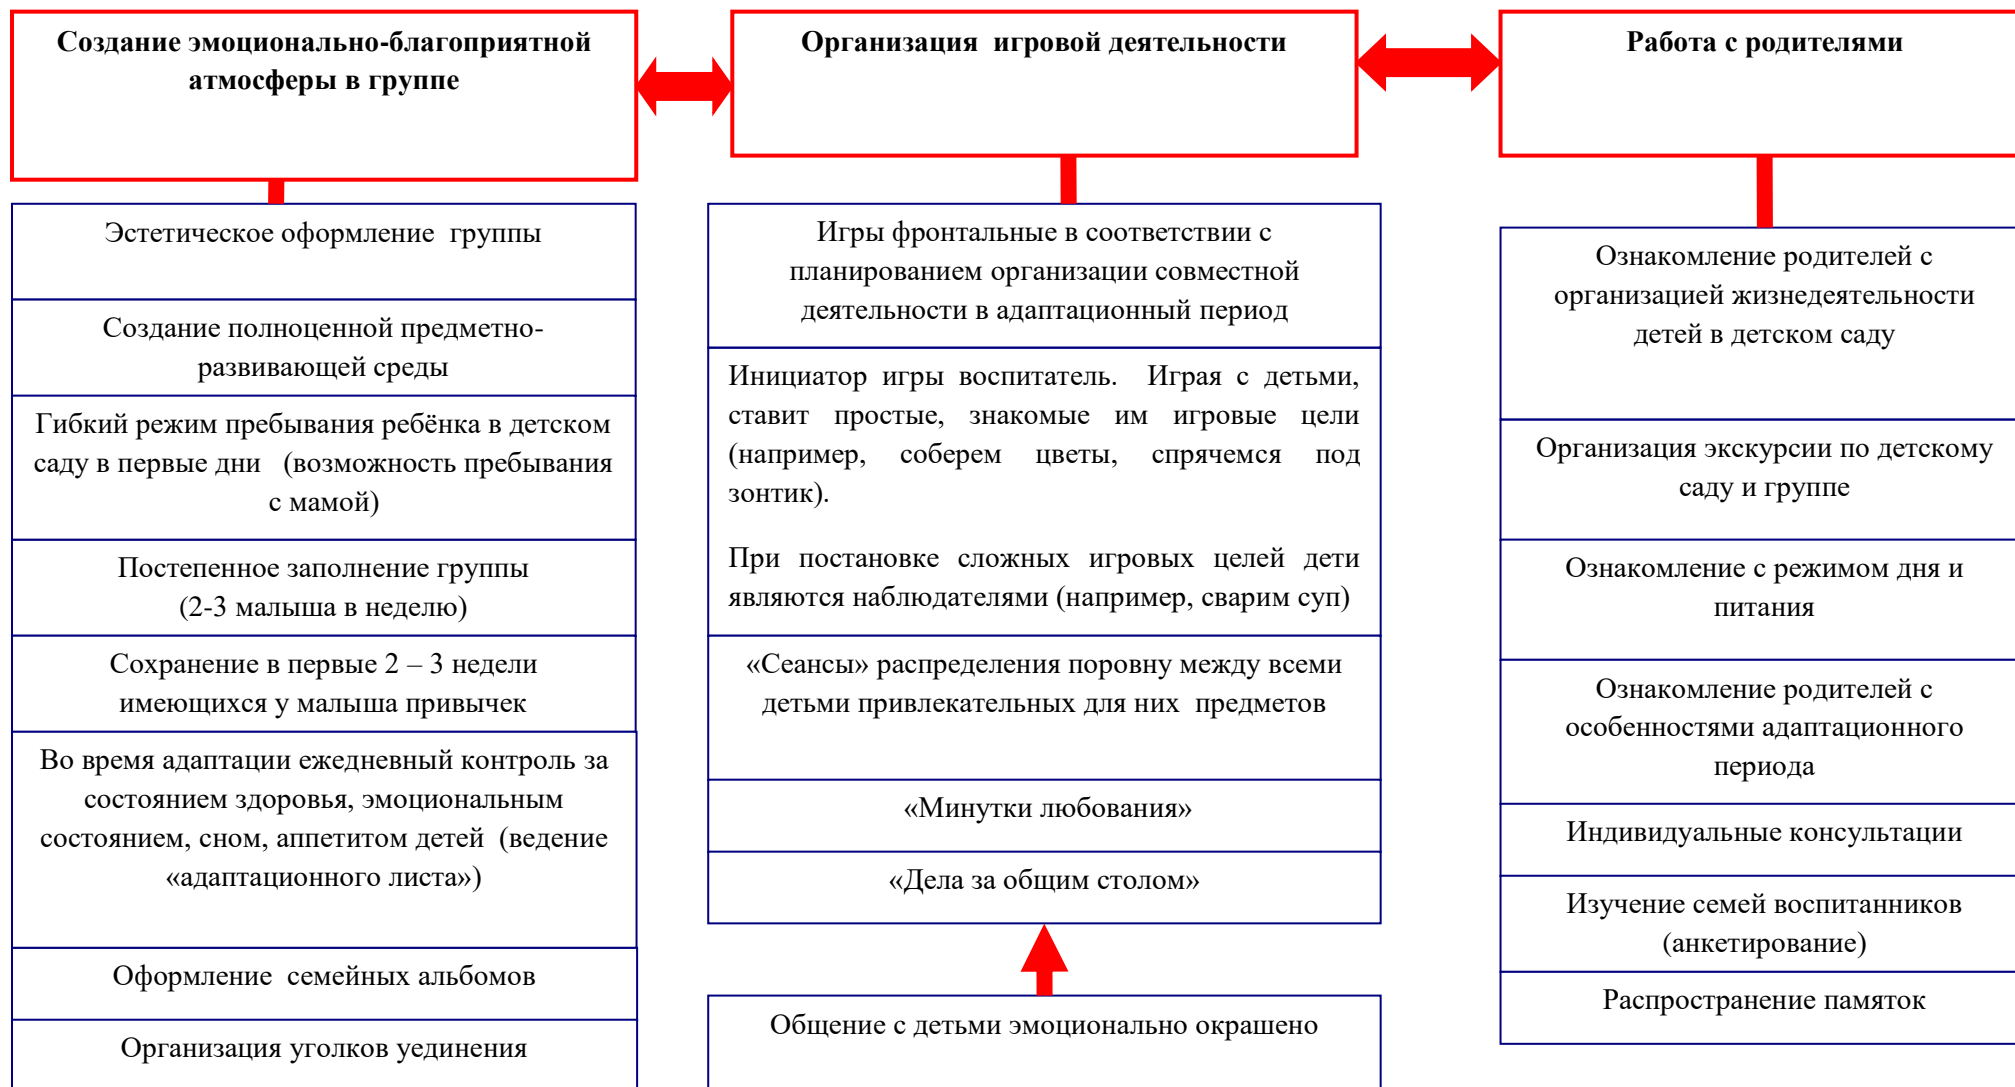 Создание эмоционально-благоприятной
атмосферы в группе
Эстетическое оформление группы
Создание полноценной предметно-
развивающей среды
Гибкий режим пребывания ребёнка в детском
саду в первые дни (возможность пребывания
с мамой)
Постепенное заполнение группы
(2-3 малыша в неделю)
Сохранение в первые 2 – 3 недели
имеющихся у малыша привычек
Во время адаптации ежедневный контроль за
состоянием здоровья, эмоциональным
состоянием, сном, аппетитом детей (ведение
«адаптационного листа»)
Оформление семейных альбомов
Организация уголков уединения
Организация игровой деятельности
Игры фронтальные в соответствии с
планированием организации совместной
деятельности в адаптационный период
Инициатор игры воспитатель. Играя с детьми,
ставит простые, знакомые им игровые цели
(например, соберем цветы, спрячемся под
зонтик).
При постановке сложных игровых целей дети
являются наблюдателями (например, сварим суп)
«Сеансы» распределения поровну между всеми
детьми привлекательных для них предметов
«Минутки любования»
«Дела за общим столом»
Общение с детьми эмоционально окрашено
Работа с родителями
Ознакомление родителей с
организацией жизнедеятельности
детей в детском саду
Организация экскурсии по детскому
саду и группе
Ознакомление с режимом дня и
питания
Ознакомление родителей с
особенностями адаптационного
периода
Индивидуальные консультации
Изучение семей воспитанников
(анкетирование)
Распространение памяток